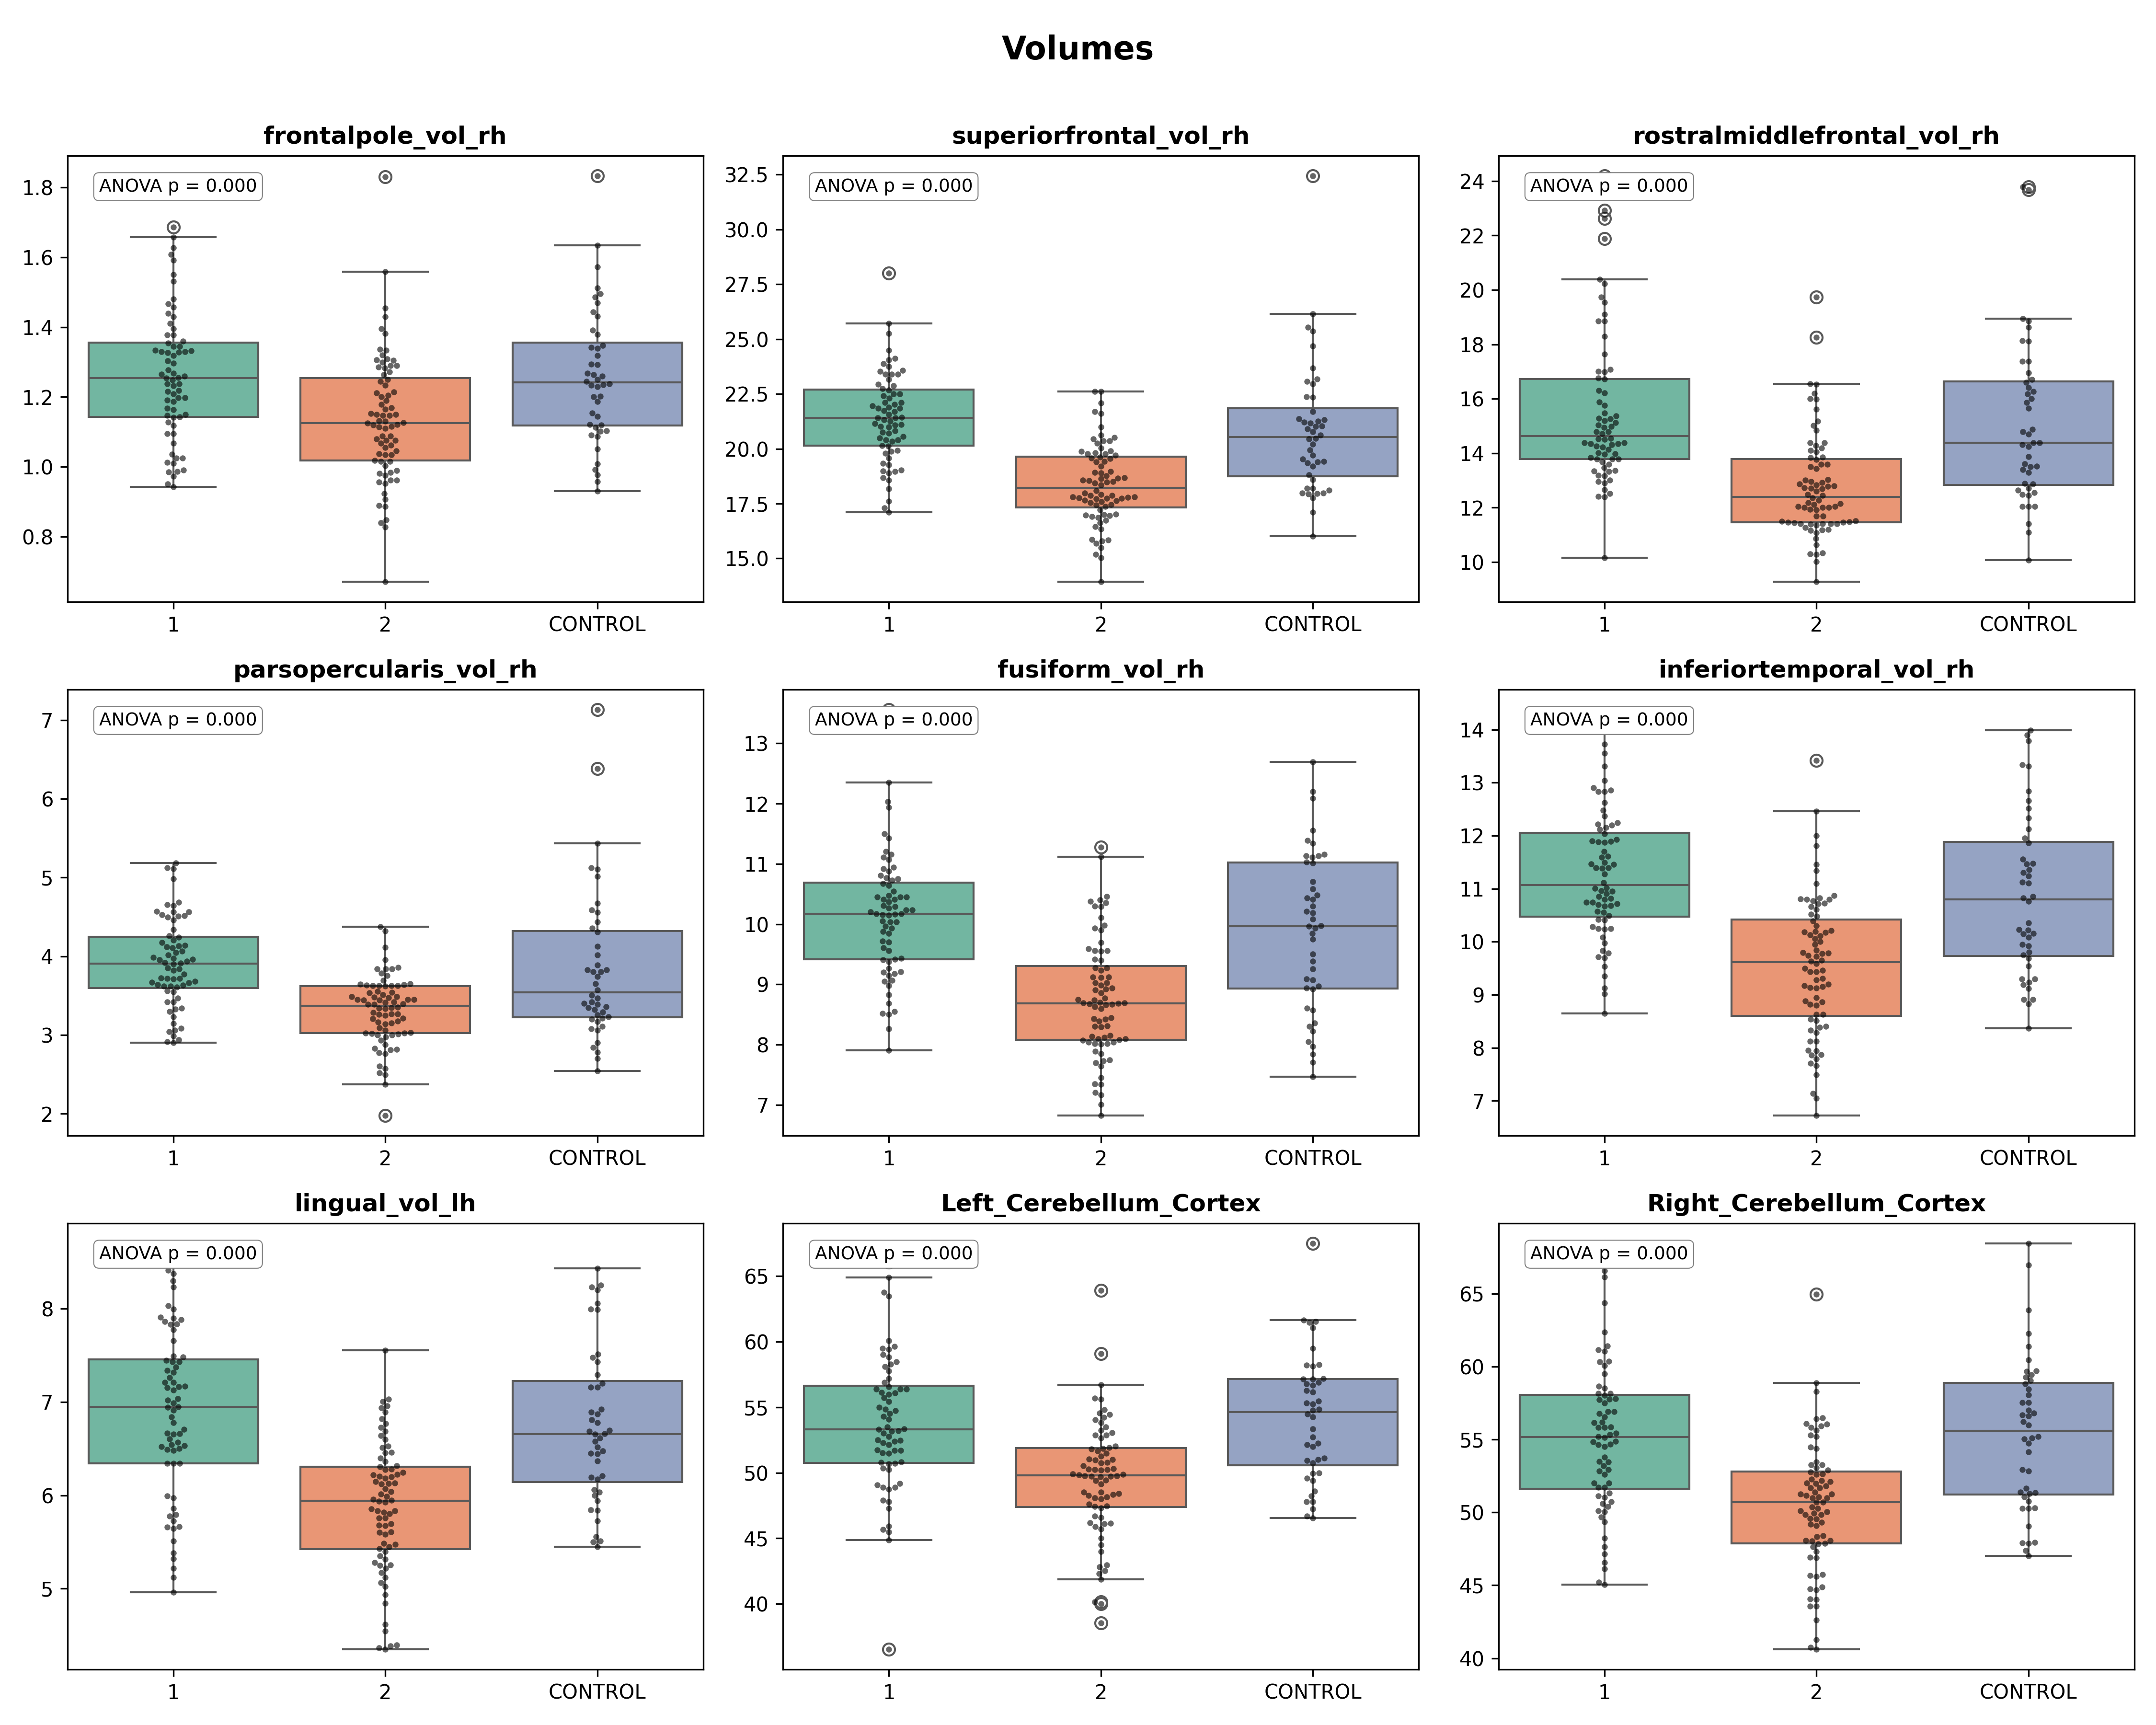 Volumes
frontalpole_vol_rh
superiorfrontal_vol_rh
rostralmiddlefrontal_vol_rh
ANOVA p = 0.000
ANOVA p = 0.000
ANOVA p = 0.000
1.8
1.6
1.4
1.2
1.0
0.8
32.5
30.0
27.5
25.0
22.5
20.0
17.5
15.0
24
22
20
18
16
14
12
10
1
2
CONTROL
1
2
CONTROL
1
2
CONTROL
parsopercularis_vol_rh
fusiform_vol_rh
inferiortemporal_vol_rh
ANOVA p = 0.000
ANOVA p = 0.000
ANOVA p = 0.000
7
6
5
4
3
2
13
12
11
10
9
8
7
14
13
12
11
10
9
8
7
1
2
CONTROL
1
2
CONTROL
1
2
CONTROL
lingual_vol_lh
Left_Cerebellum_Cortex
Right_Cerebellum_Cortex
ANOVA p = 0.000
ANOVA p = 0.000
ANOVA p = 0.000
8
7
6
5
65
60
55
50
45
40
65
60
55
50
45
40
1
2
CONTROL
1
2
CONTROL
1
2
CONTROL